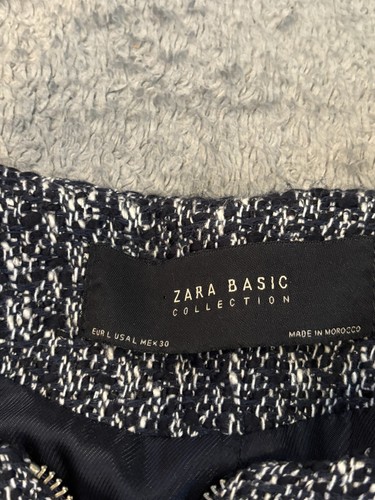 ZARA BASIC
COLLECTION
EUR L USA L MEX 30
MADE IN MOROCCO